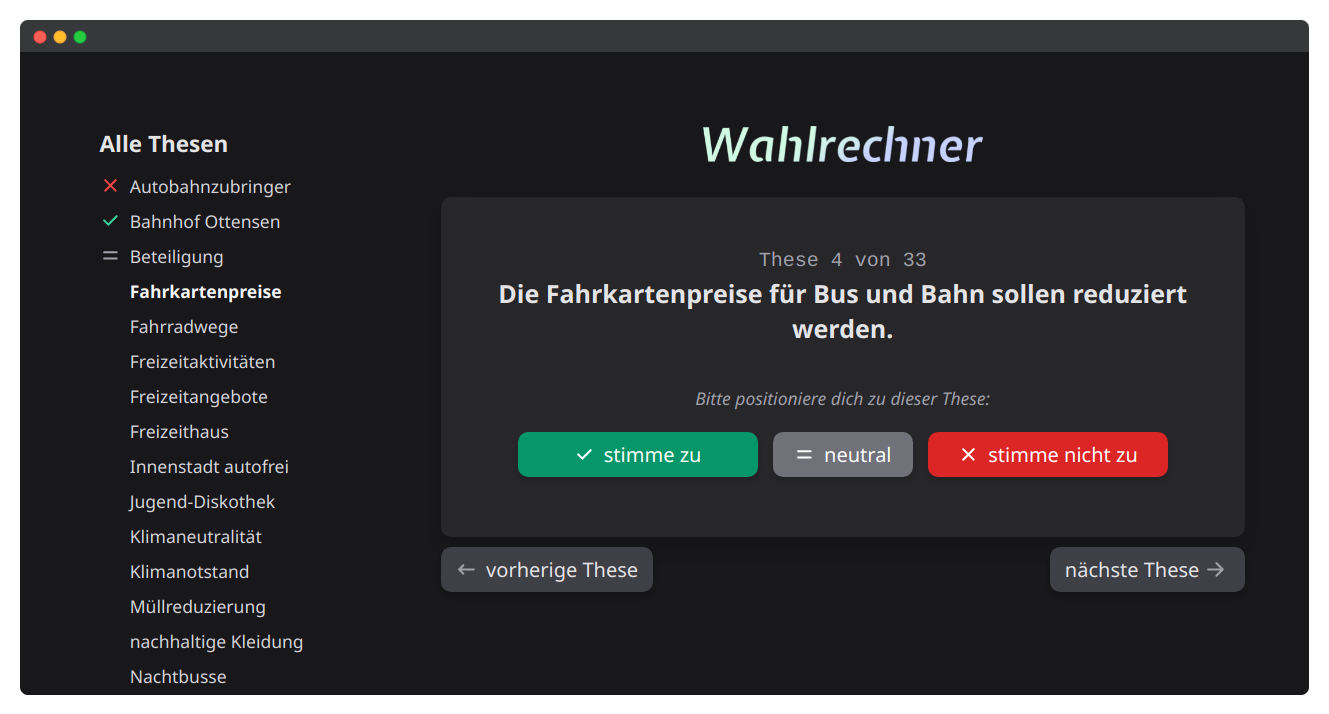 Alle Thesen
Autobahnzubringer
Bahnhof Ottensen
Beteiligung
Fahrkartenpreise
Fahrradwege
Freizeitaktivitäten
Freizeitangebote
Freizeithaus
Innenstadt autofrei
Jugend-Diskothek
Klimaneutralität
Klimanotstand
Müllreduzierung
nachhaltige Kleidung
Nachtbusse
Wahlrechner
These 4 von 33
Die Fahrkartenpreise für Bus und Bahn sollen reduziert
werden.
Bitte positioniere dich zu dieser These:
stimme zu
neutral
stimme nicht zu
vorherige These
nächste These